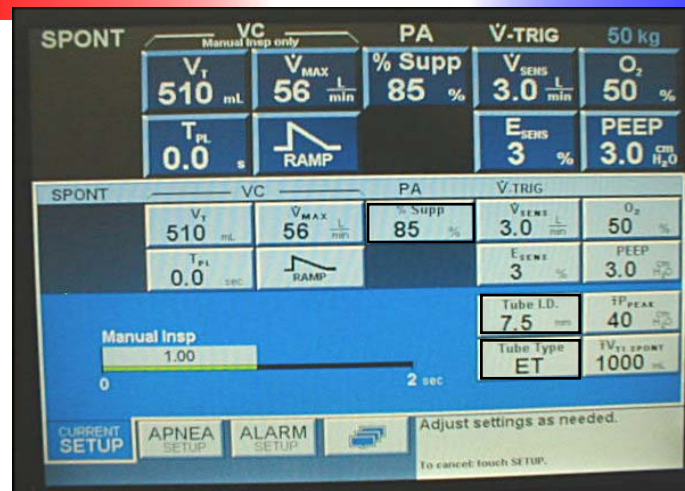 SPONT VC PA V̇-TRIG 50 kg
Manual Insp only
VT V̇MAX % Supp V̇SENS O2
510 mL 56 L/min 85 % 3.0 L/min 50 %
TPL ESENS PEEP
0.0 s RAMP 3 % 3.0 cm H2O
SPONT VC PA V̇-TRIG
VT V̇MAX % Supp V̇SENS O2
510 mL 56 L/min 85 % 3.0 L/min 50 %
TPL ESENS PEEP
0.0 sec RAMP 3 % 3.0 cm H2O
Tube I.D. ↑PPEAK
7.5 mm 40 cm H2O
Manual Insp
1.00
0 2 sec
Tube Type ↑VTI SPONT
ET 1000 mL
CURRENT SETUP APNEA SETUP ALARM SETUP
Adjust settings as needed.
To cancel: touch SETUP.